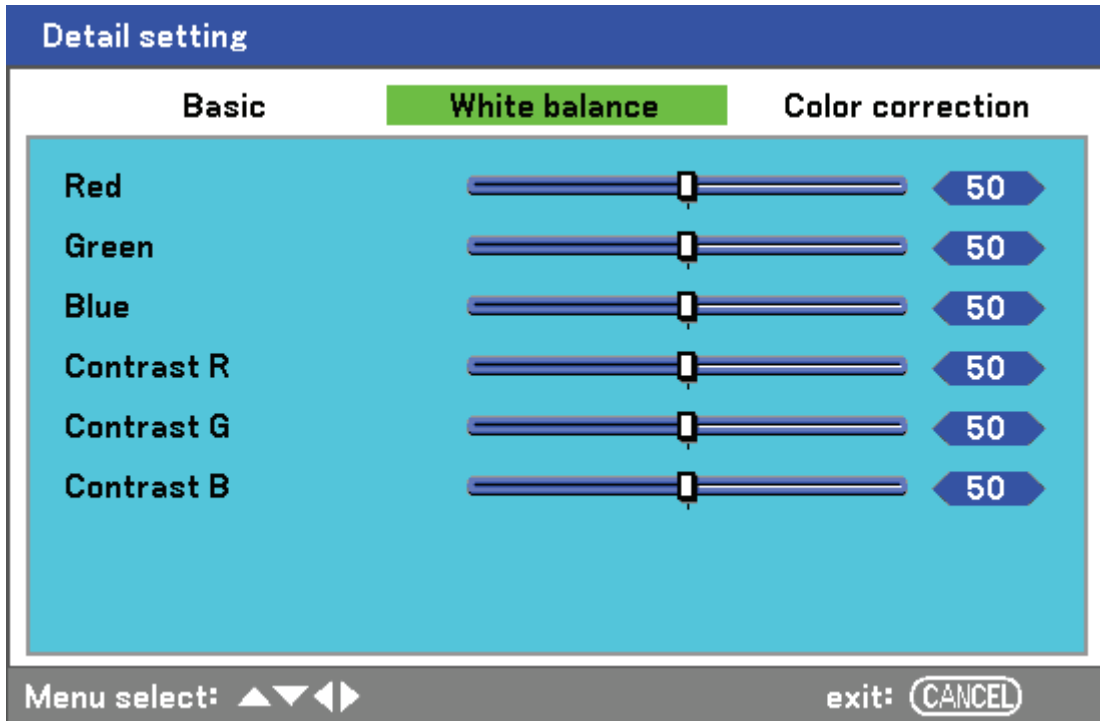 Detail setting
Basic White balance Color correction
Red 50
Green 50
Blue 50
Contrast R 50
Contrast G 50
Contrast B 50
Menu select: ▲▼◀▶ exit: CANCEL